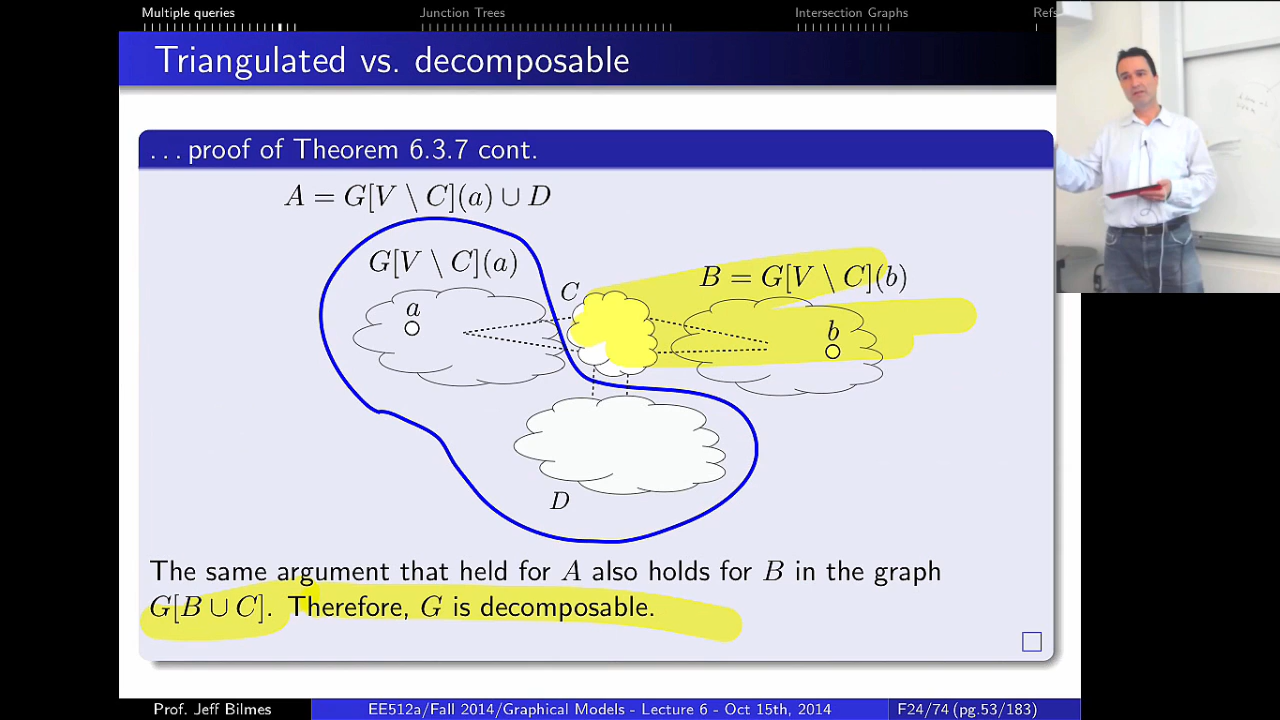 Multiple queries Junction Trees Intersection Graphs Refs
Triangulated vs. decomposable
. . . proof of Theorem 6.3.7 cont.
A = G[V \ C](a) ∪ D
G[V \ C](a)
C
B = G[V \ C](b)
a
b
D
The same argument that held for A also holds for B in the graph
G[B ∪ C]. Therefore, G is decomposable.
Prof. Jeff Bilmes EE512a/Fall 2014/Graphical Models - Lecture 6 - Oct 15th, 2014 F24/74 (pg.53/183)